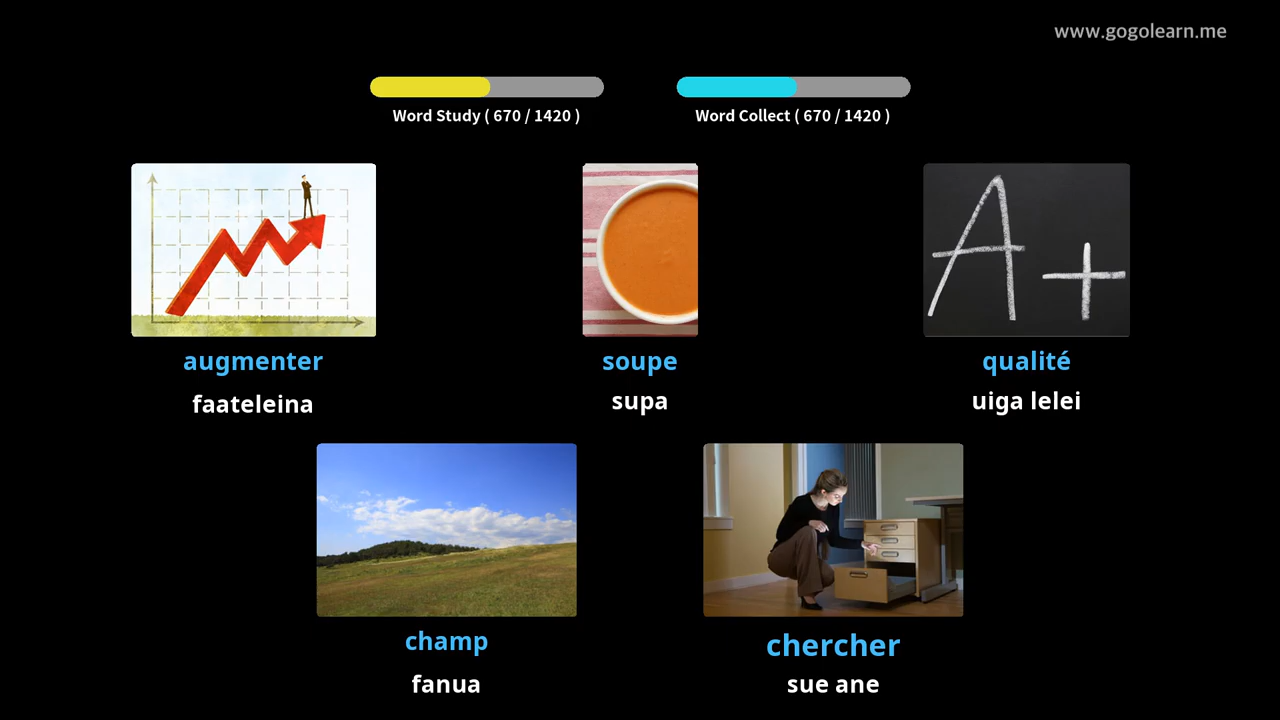 www.gogolearn.me
Word Study ( 670 / 1420 )
Word Collect ( 670 / 1420 )
A+
augmenter
faateleina
soupe
supa
qualité
uiga lelei
champ
fanua
chercher
sue ane